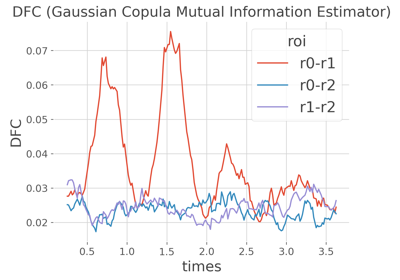 DFC (Gaussian Copula Mutual Information Estimator)
DFC
0.07
0.06
0.05
0.04
0.03
0.02
roi
r0-r1
r0-r2
r1-r2
0.5 1.0 1.5 2.0 2.5 3.0 3.5
times